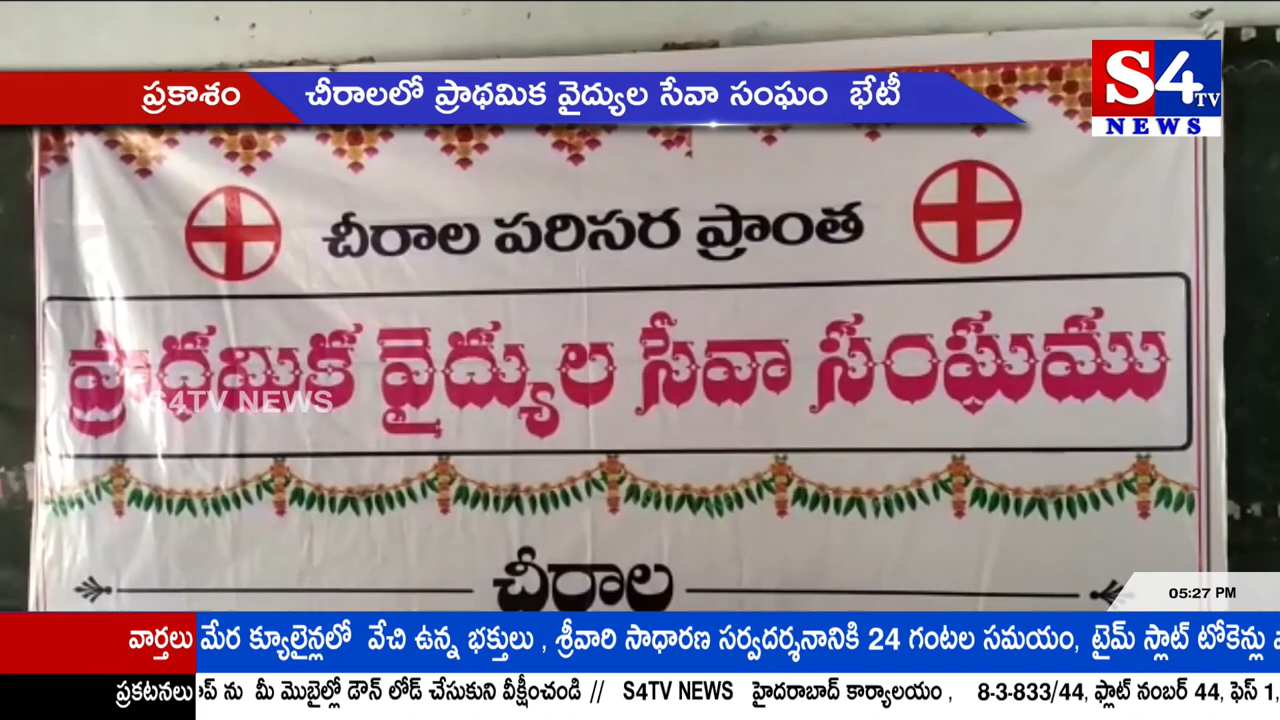 ప్రకాశం చీరాలలో ప్రాథమిక వైద్యుల సేవా సంఘం భేటీ
S4 TV
NEWS
చీరాల పరిసర ప్రాంత
ప్రాథమిక వైద్యుల సేవా సంఘము
S4TV NEWS
చీరాల
05:27 PM
వార్తలు మేర క్యూలైన్లలో వేచి ఉన్న భక్తులు , శ్రీవారి సాధారణ సర్వదర్శనానికి 24 గంటల సమయం, టైమ్ స్లాట్ టోకెన్లు
ప్రకటనలు ను మీ మొబైల్లో డౌన్ లోడ్ చేసుకుని వీక్షించండి // S4TV NEWS హైదరాబాద్ కార్యాలయం , 8-3-833/44, ఫ్లాట్ నంబర్ 44, ఫెస్ 1,